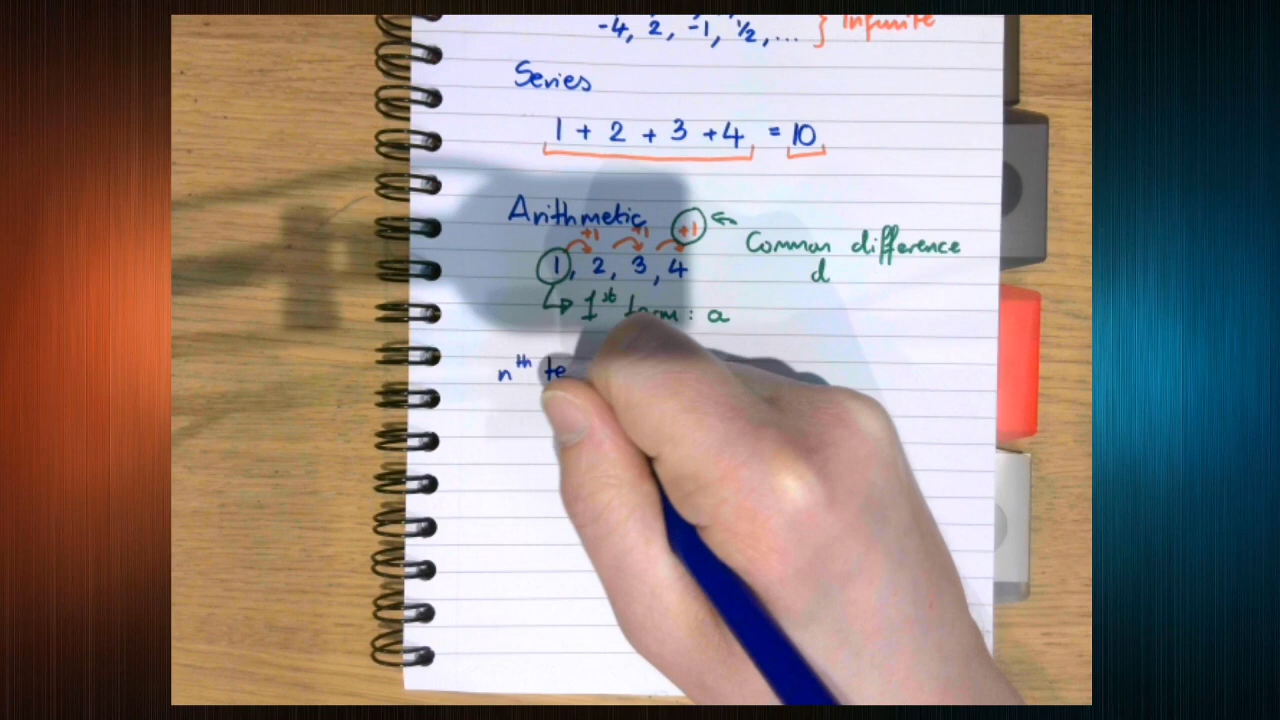 -4, 2, -1, 1/2, ... } Infinite
Series
1 + 2 + 3 + 4 = 10
Arithmetic
+1 +1 +1
Common difference
d
1, 2, 3, 4
1st term : a
nth te